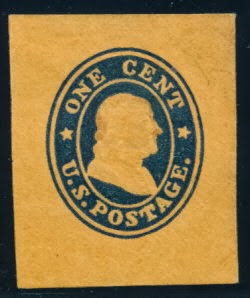 ONE CENT
U.S. POSTAGE.